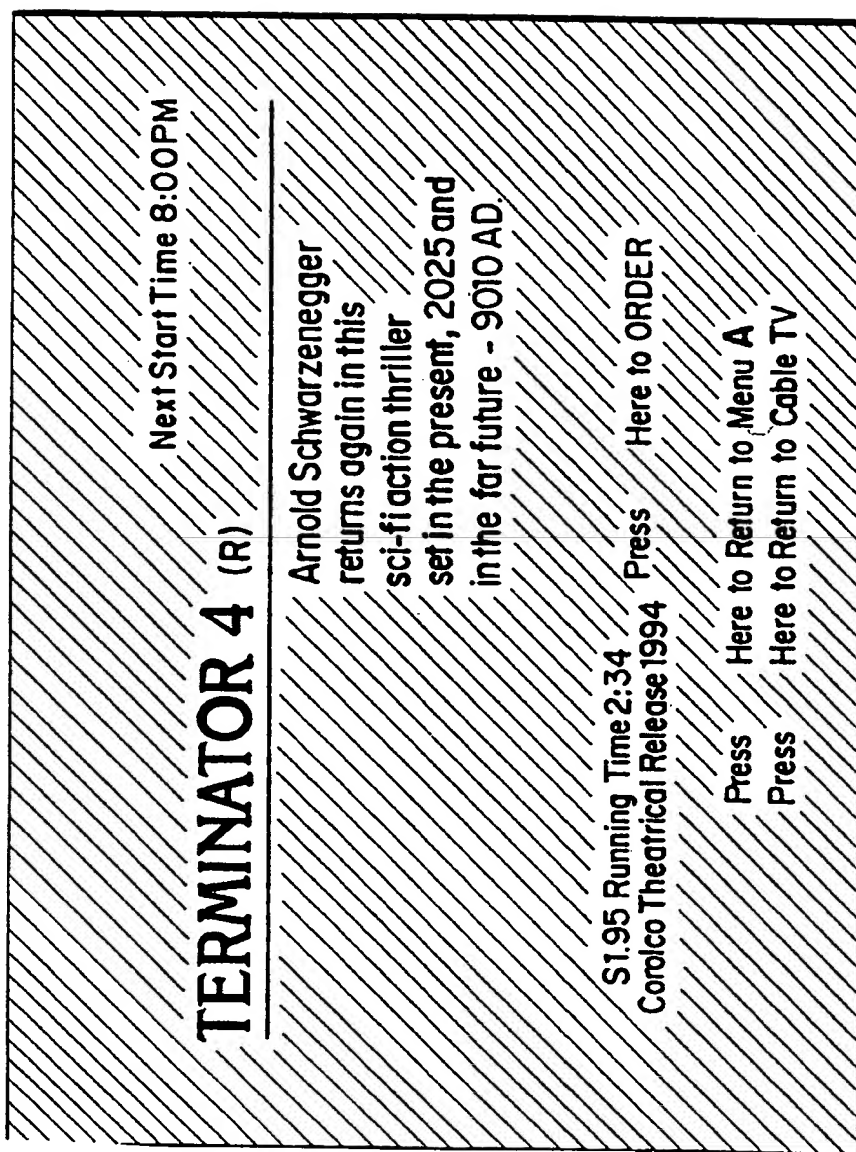 Next Start Time 8:00PM
TERMINATOR 4 (R)
Arnold Schwarzenegger
returns again in this
sci-fi action thriller
set in the present, 2025 and
in the far future - 9010 AD.
S1.95 Running Time 2:34
Corolco Theatrical Release 1994
Press Here to ORDER
Press Here to Return to Menu A
Press Here to Return to Cable TV